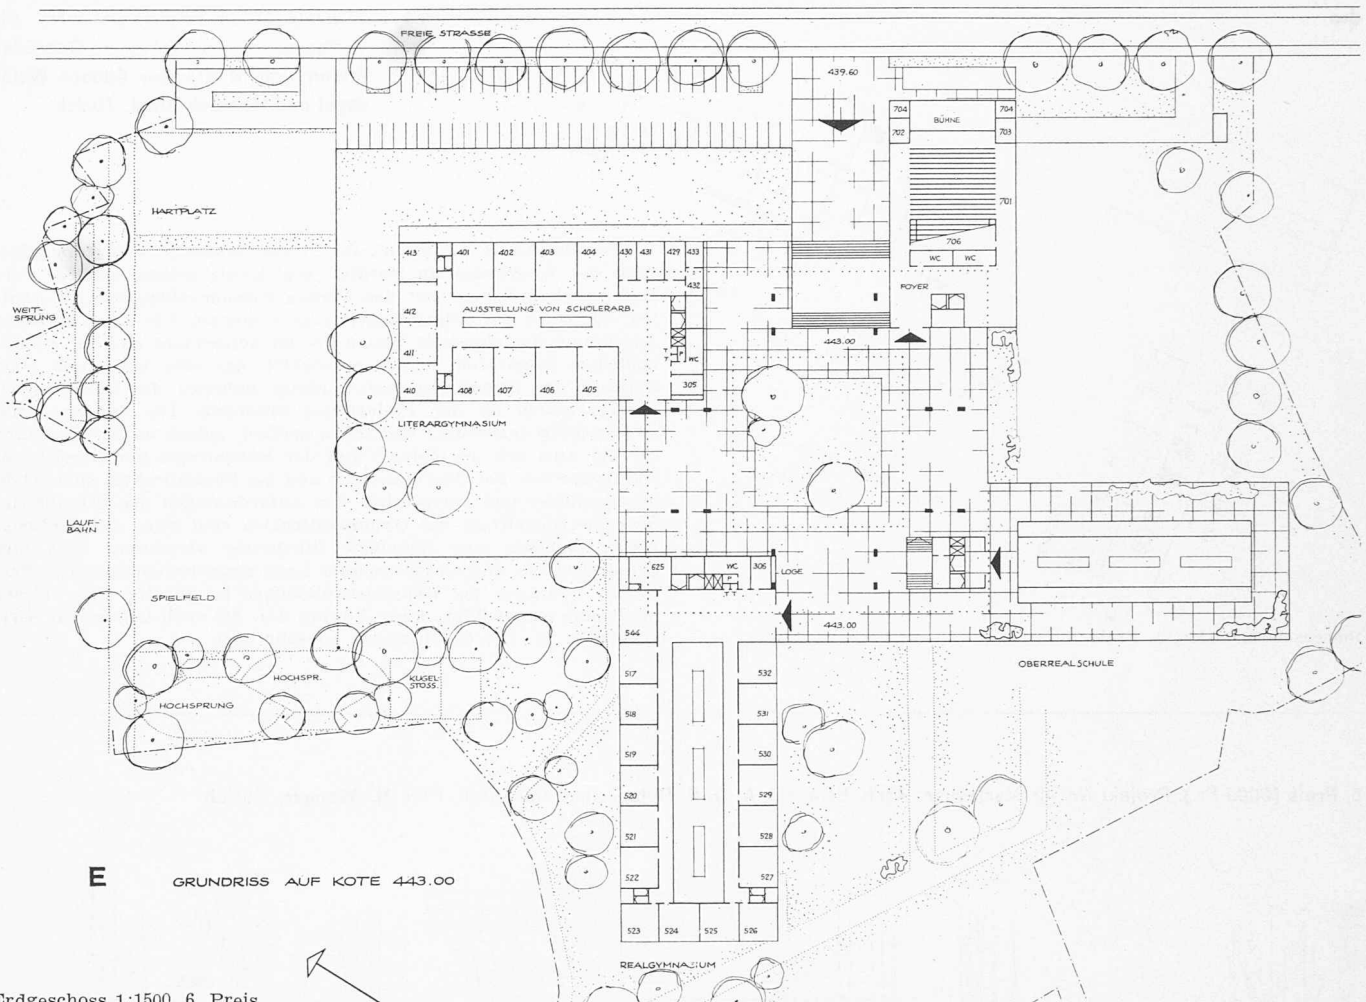 FREIE STRASSE
439.60
704 704
BÜHNE
702 703
701
HARTPLATZ
706
WC WC
413 401 402 403 404 430 431 429 433
432
FOYER
WEIT-
SPRUNG
412
AUSSTELLUNG VON SCHÜLERARB.
443.00
411
T
T P WC
305
410 408 407 406 405
LITERARGYMNASIUM
LAUF-
BAHN
625 WC 306 LOGE
P
T T
SPIELFELD
443.00
544
OBERREALSCHULE
HOCHSPR.
KUGEL
STOSS.
HOCHSPRUNG
517 532
518 531
519 530
520 529
521 528
522 527
E GRUNDRISS AUF KOTE 443.00
523 524 525 526
REALGYMNASIUM
Erdgeschoss 1:1500, 6. Preis